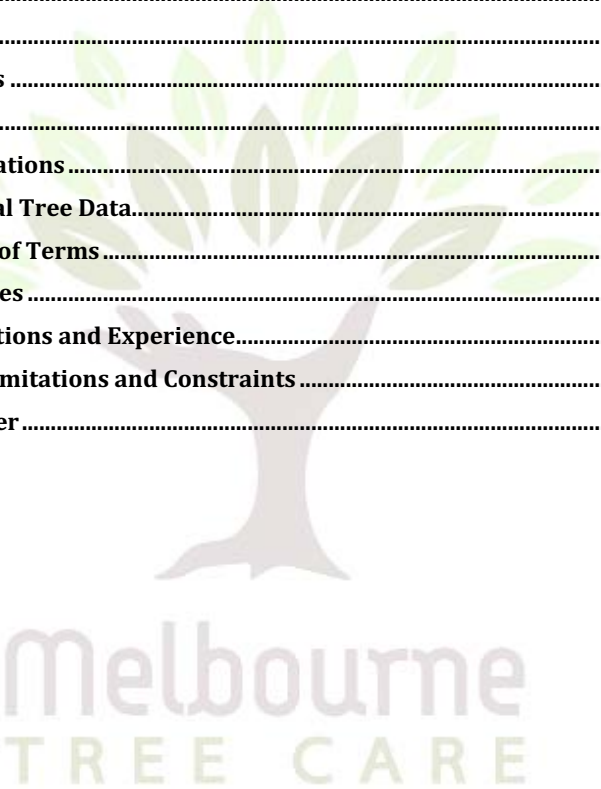 s
ations
al Tree Data
of Terms
es
tions and Experience
mitations and Constraints
er
Melbourne
TREE CARE